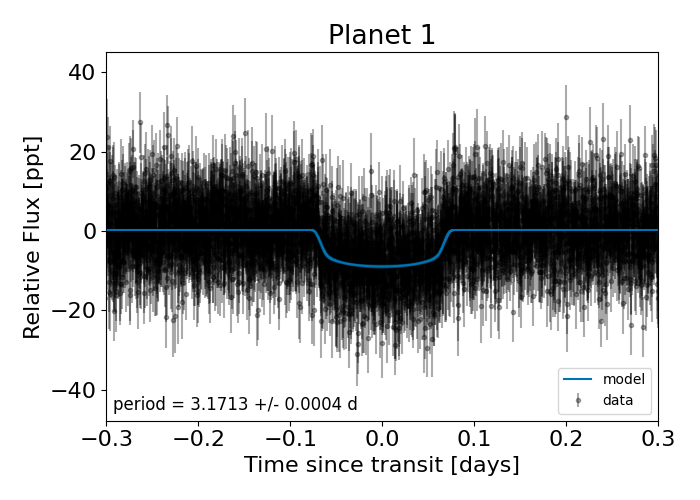 Planet 1
Relative Flux [ppt]
40
20
0
−20
−40
period = 3.1713 +/- 0.0004 d
model
data
−0.3 −0.2 −0.1 0.0 0.1 0.2 0.3
Time since transit [days]